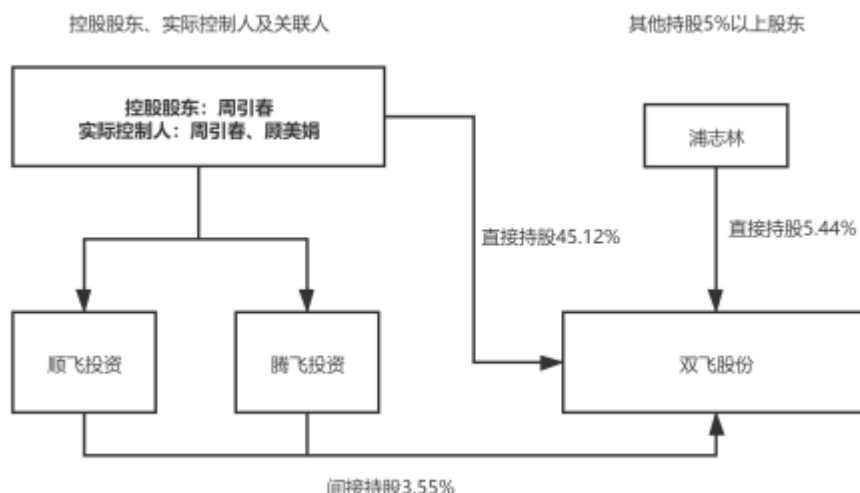 控股股东、实际控制人及关联人
其他持股5%以上股东
控股股东：周引春
实际控制人：周引春、顾美娟
浦志林
直接持股45.12%
直接持股5.44%
顺飞投资
腾飞投资
双飞股份
间接持股3.55%